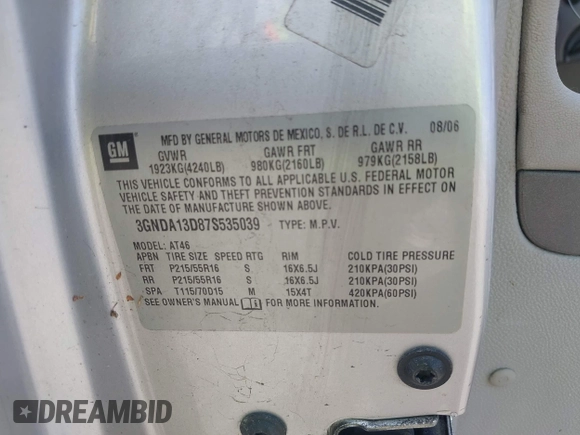 GM
MFD BY GENERAL MOTORS DE MEXICO, S. DE R.L. DE C.V. 08/06
GVWR GAWR FRT GAWR RR
1923KG(4240LB) 980KG(2160LB) 979KG(2158LB)
THIS VEHICLE CONFORMS TO ALL APPLICABLE U.S. FEDERAL MOTOR
VEHICLE SAFETY AND THEFT PREVENTION STANDARDS IN EFFECT ON
THE DATE OF MANUFACTURE SHOWN ABOVE.
3GNDA13D87S535039 TYPE: M.P.V.
MODEL: AT46
APBN TIRE SIZE SPEED RTG RIM COLD TIRE PRESSURE
FRT P215/55R16 S 16X6.5J 210KPA(30PSI)
RR P215/55R16 S 16X6.5J 210KPA(30PSI)
SPA T115/70D15 M 15X4T 420KPA(60PSI)
SEE OWNER'S MANUAL FOR MORE INFORMATION.
DREAMBID